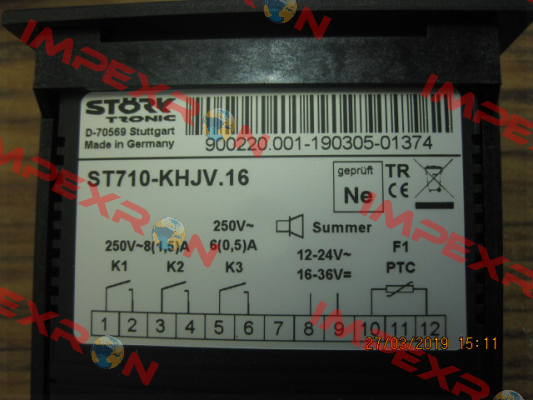 STÖRK
TRONIC
D-70569 Stuttgart
Made in Germany
900220.001-190305-01374
ST710-KHJV.16
geprüft
Ne
TR
CE
250V~ Summer
250V~8(1,5)A 6(0,5)A 12-24V~ F1
K1 K2 K3 16-36V= PTC
1 2 3 4 5 6 7 8 9 10 11 12
27/03/2019 15:11
IMPEXRON
IMPEXRON
IMPEXRON
IMPEXRON
IMPEXRON